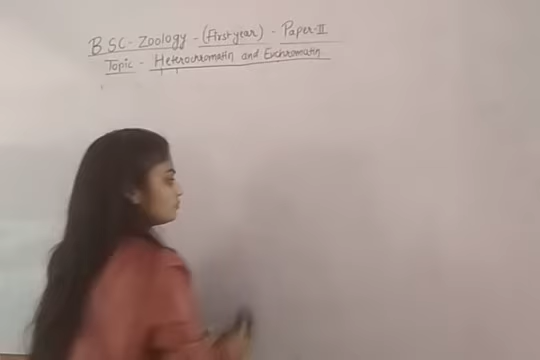 B.SC- Zoology - (First year) - Paper-II
Topic - Heterochromatin and Euchromatin